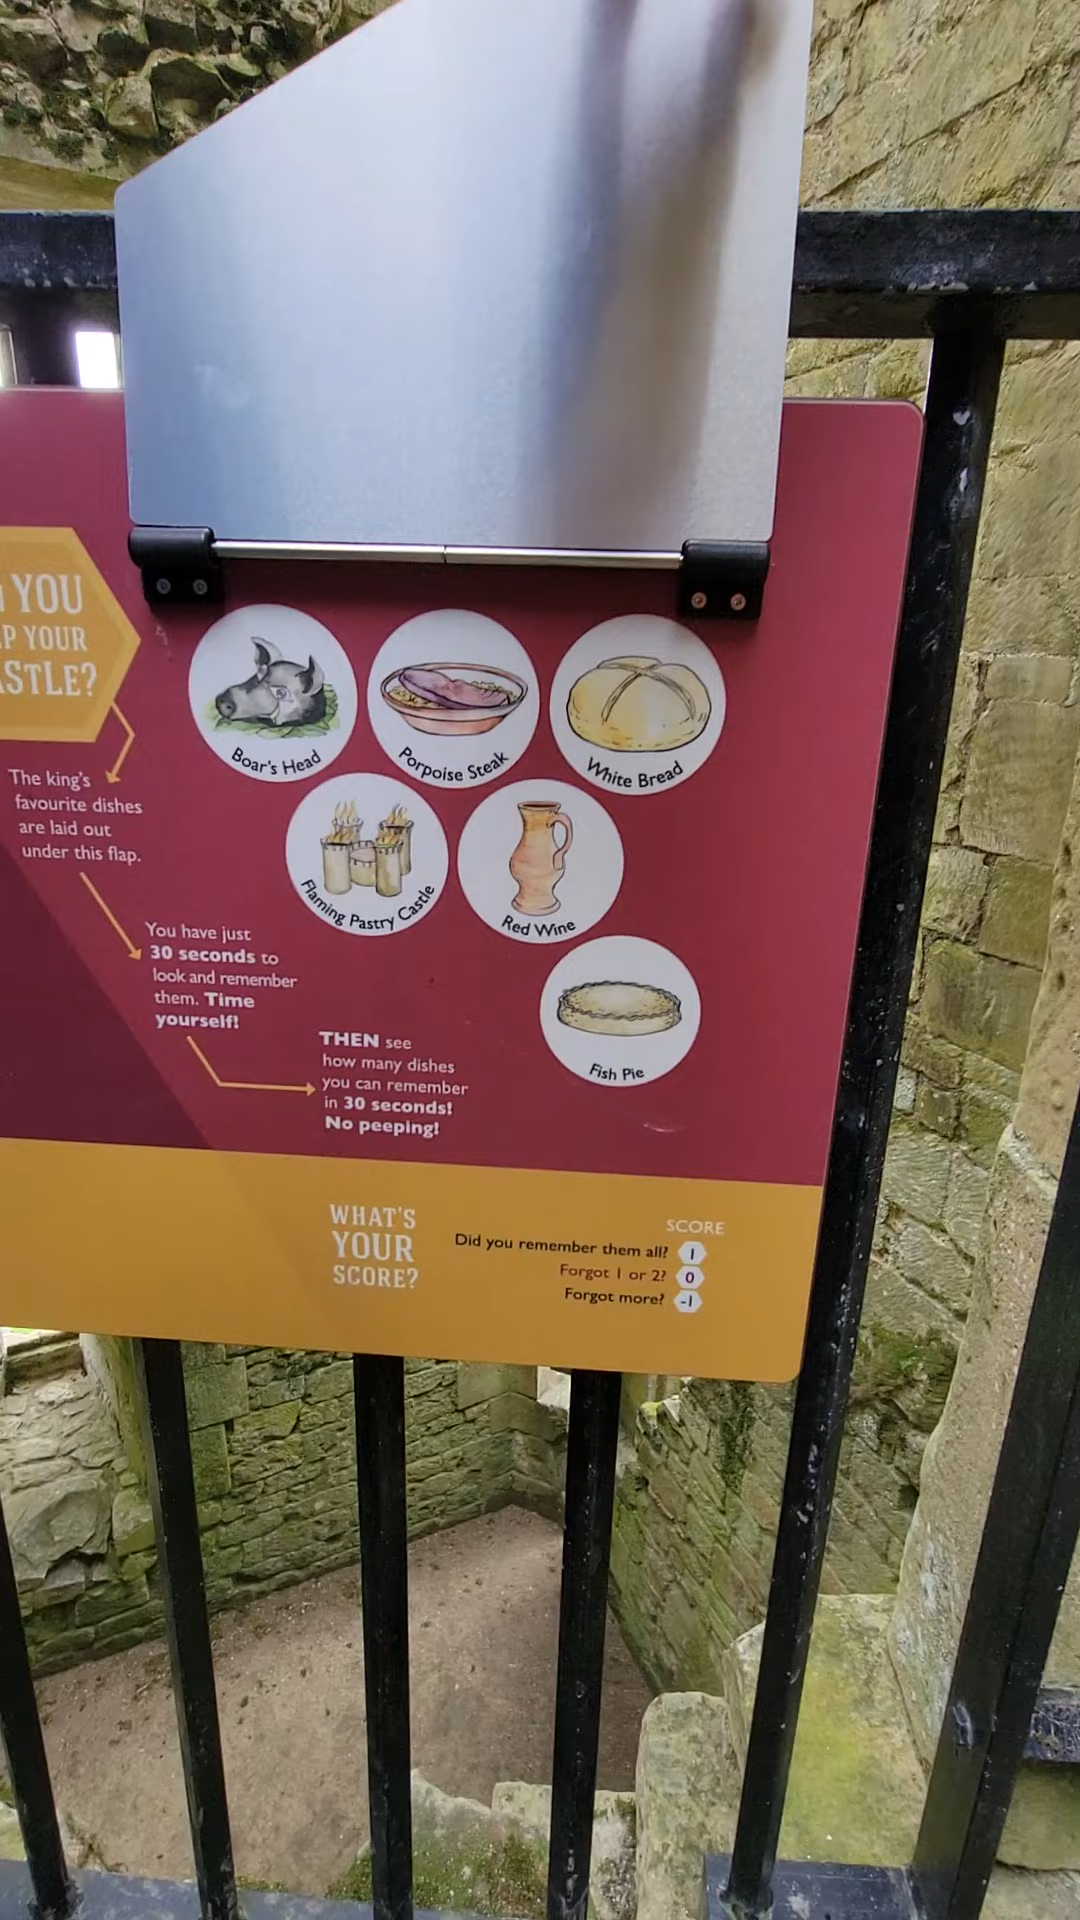 YOU
YOUR
The king's
favourite dishes
are laid out
under this flap.
You have just
30 seconds to
look and remember
them. Time
yourself!
THEN see
how many dishes
you can remember
in 30 seconds!
No peeping!
Boar's Head
Porpoise Steak
White Bread
Flaming Pastry Castle
Red Wine
Fish Pie
WHAT'S
YOUR
SCORE?
SCORE
Did you remember them all? 1
Forgot 1 or 2? 0
Forgot more? -1